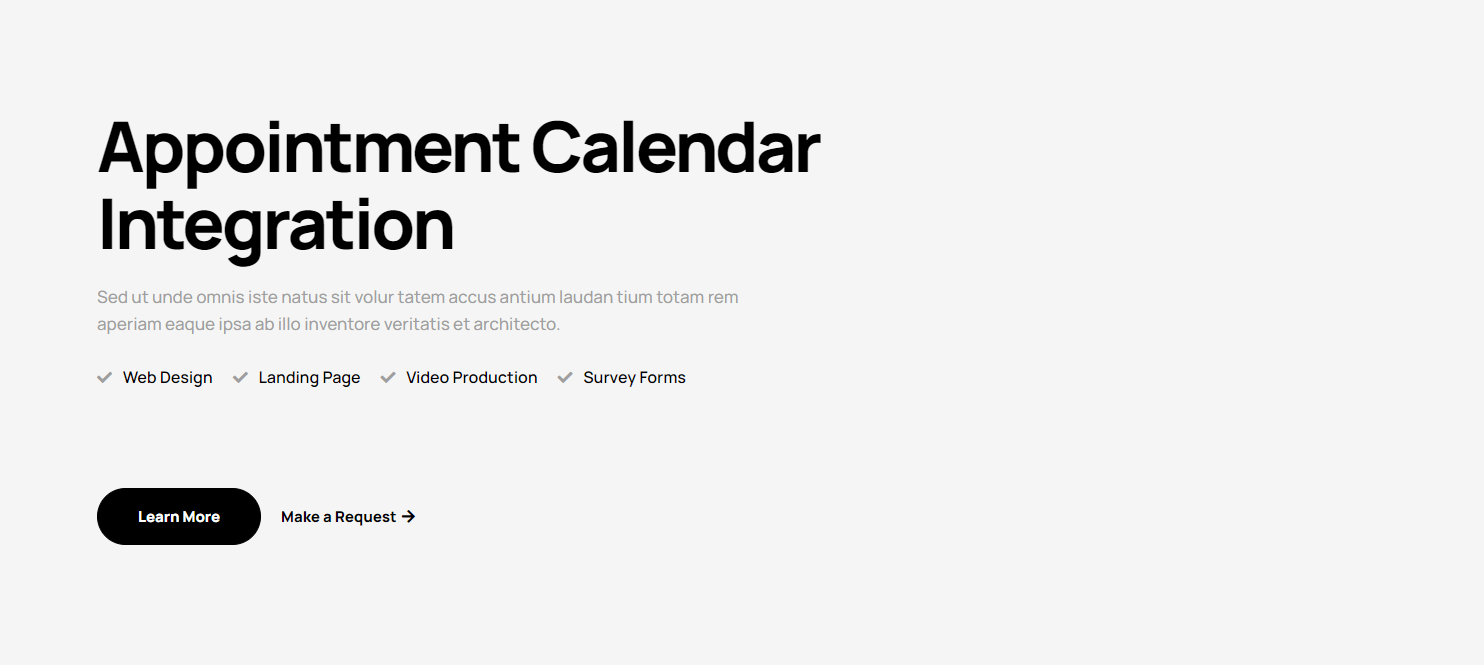 Appointment Calendar
Integration
Sed ut unde omnis iste natus sit volur tatem accus antium laudan tium totam rem
aperiam eaque ipsa ab illo inventore veritatis et architecto.
Web Design Landing Page Video Production Survey Forms
Learn More Make a Request